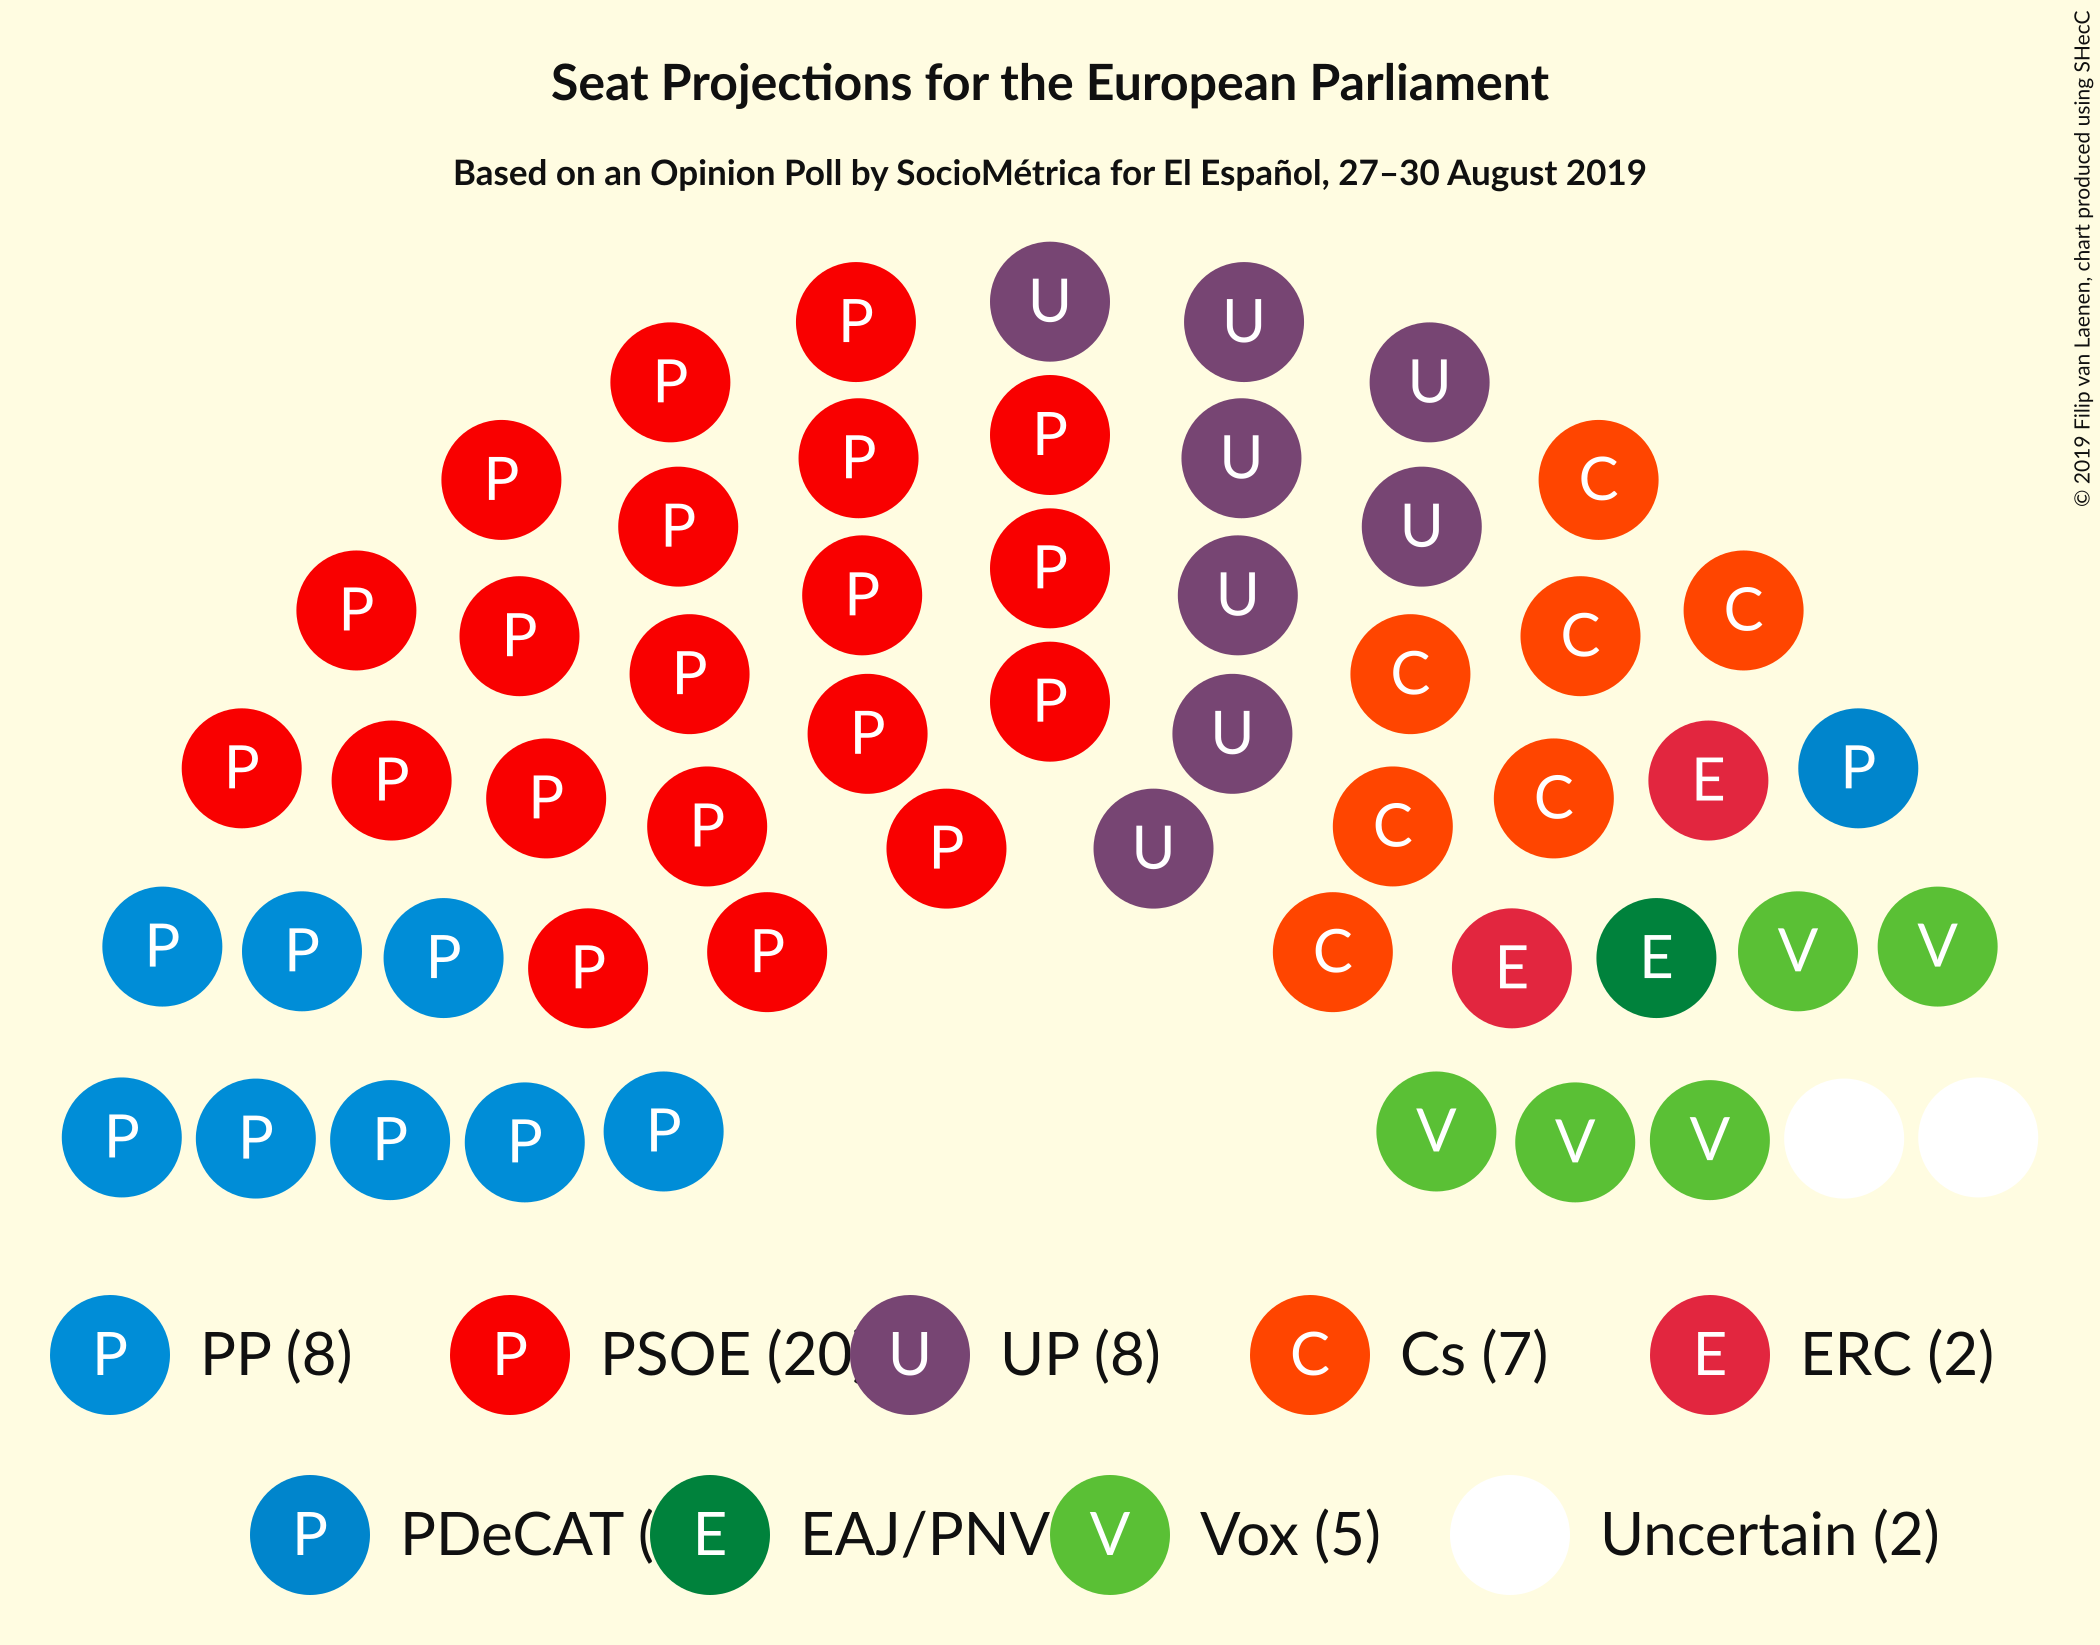 Seat Projections for the European Parliament
Based on an Opinion Poll by SocioMétrica for El Español, 27–30 August 2019
© 2019 Filip van Laenen, chart produced using SHecC
U
P U
P U
P
P P
P C
P U
P P U
P C
P P U C
P C
P U
P P E P
P P C
P C
P U
P P P V V
P P C
P E E
P P P P P V V V
P PP (8) P PSOE (20) U UP (8) C Cs (7) E ERC (2)
P PDeCAT ( E EAJ/PNV V Vox (5) Uncertain (2)